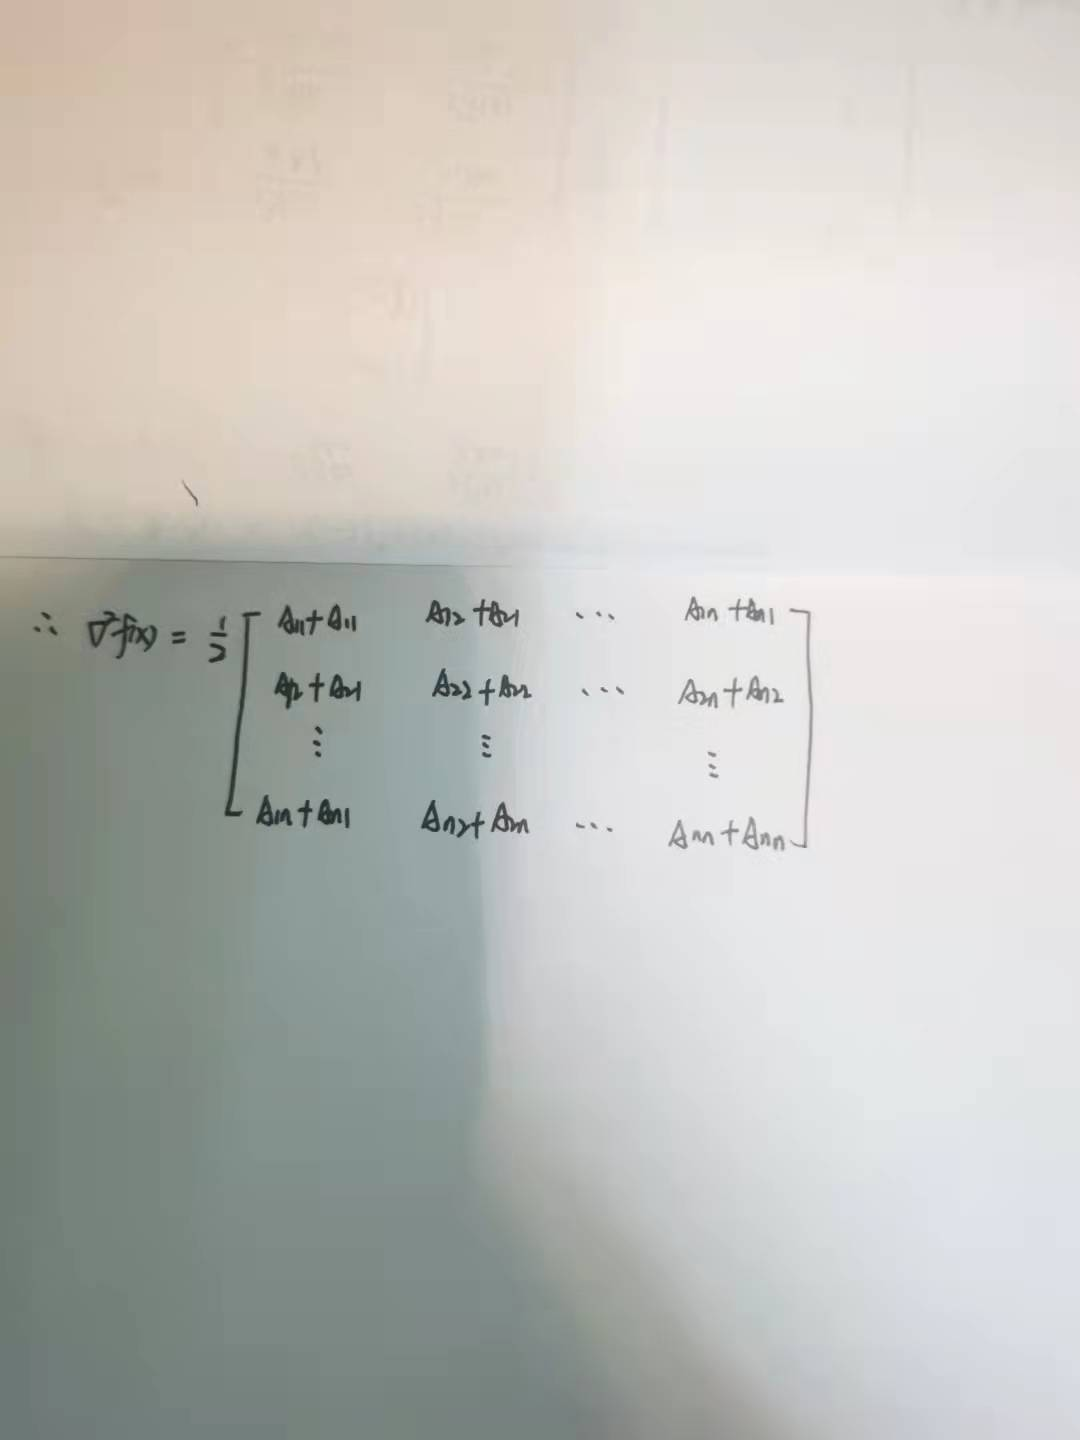 ∴ ∇²f(x) = 1/2 [ A11+A11 A12+A21 ... A1n+An1
A12+A21 A22+A22 ... A2n+An2
⋮ ⋮ ⋮
A1n+An1 An2+A2n ... Ann+Ann ]